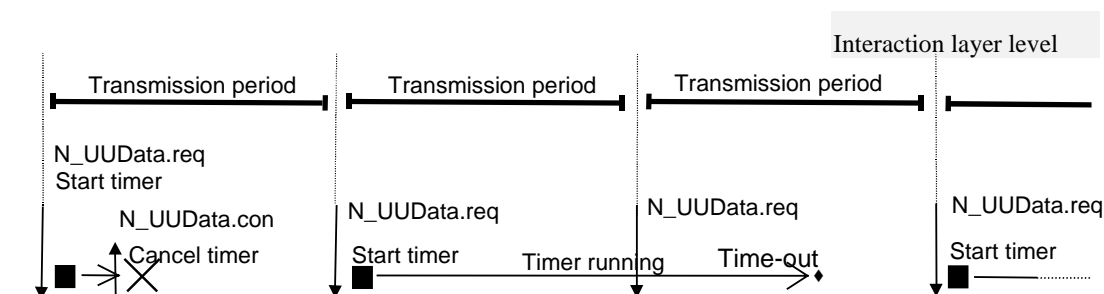 Interaction layer level
Transmission period
Transmission period
Transmission period
N_UUData.req
Start timer
N_UUData.con
Cancel timer
N_UUData.req
Start timer
Timer running
N_UUData.req
Time-out
N_UUData.req
Start timer